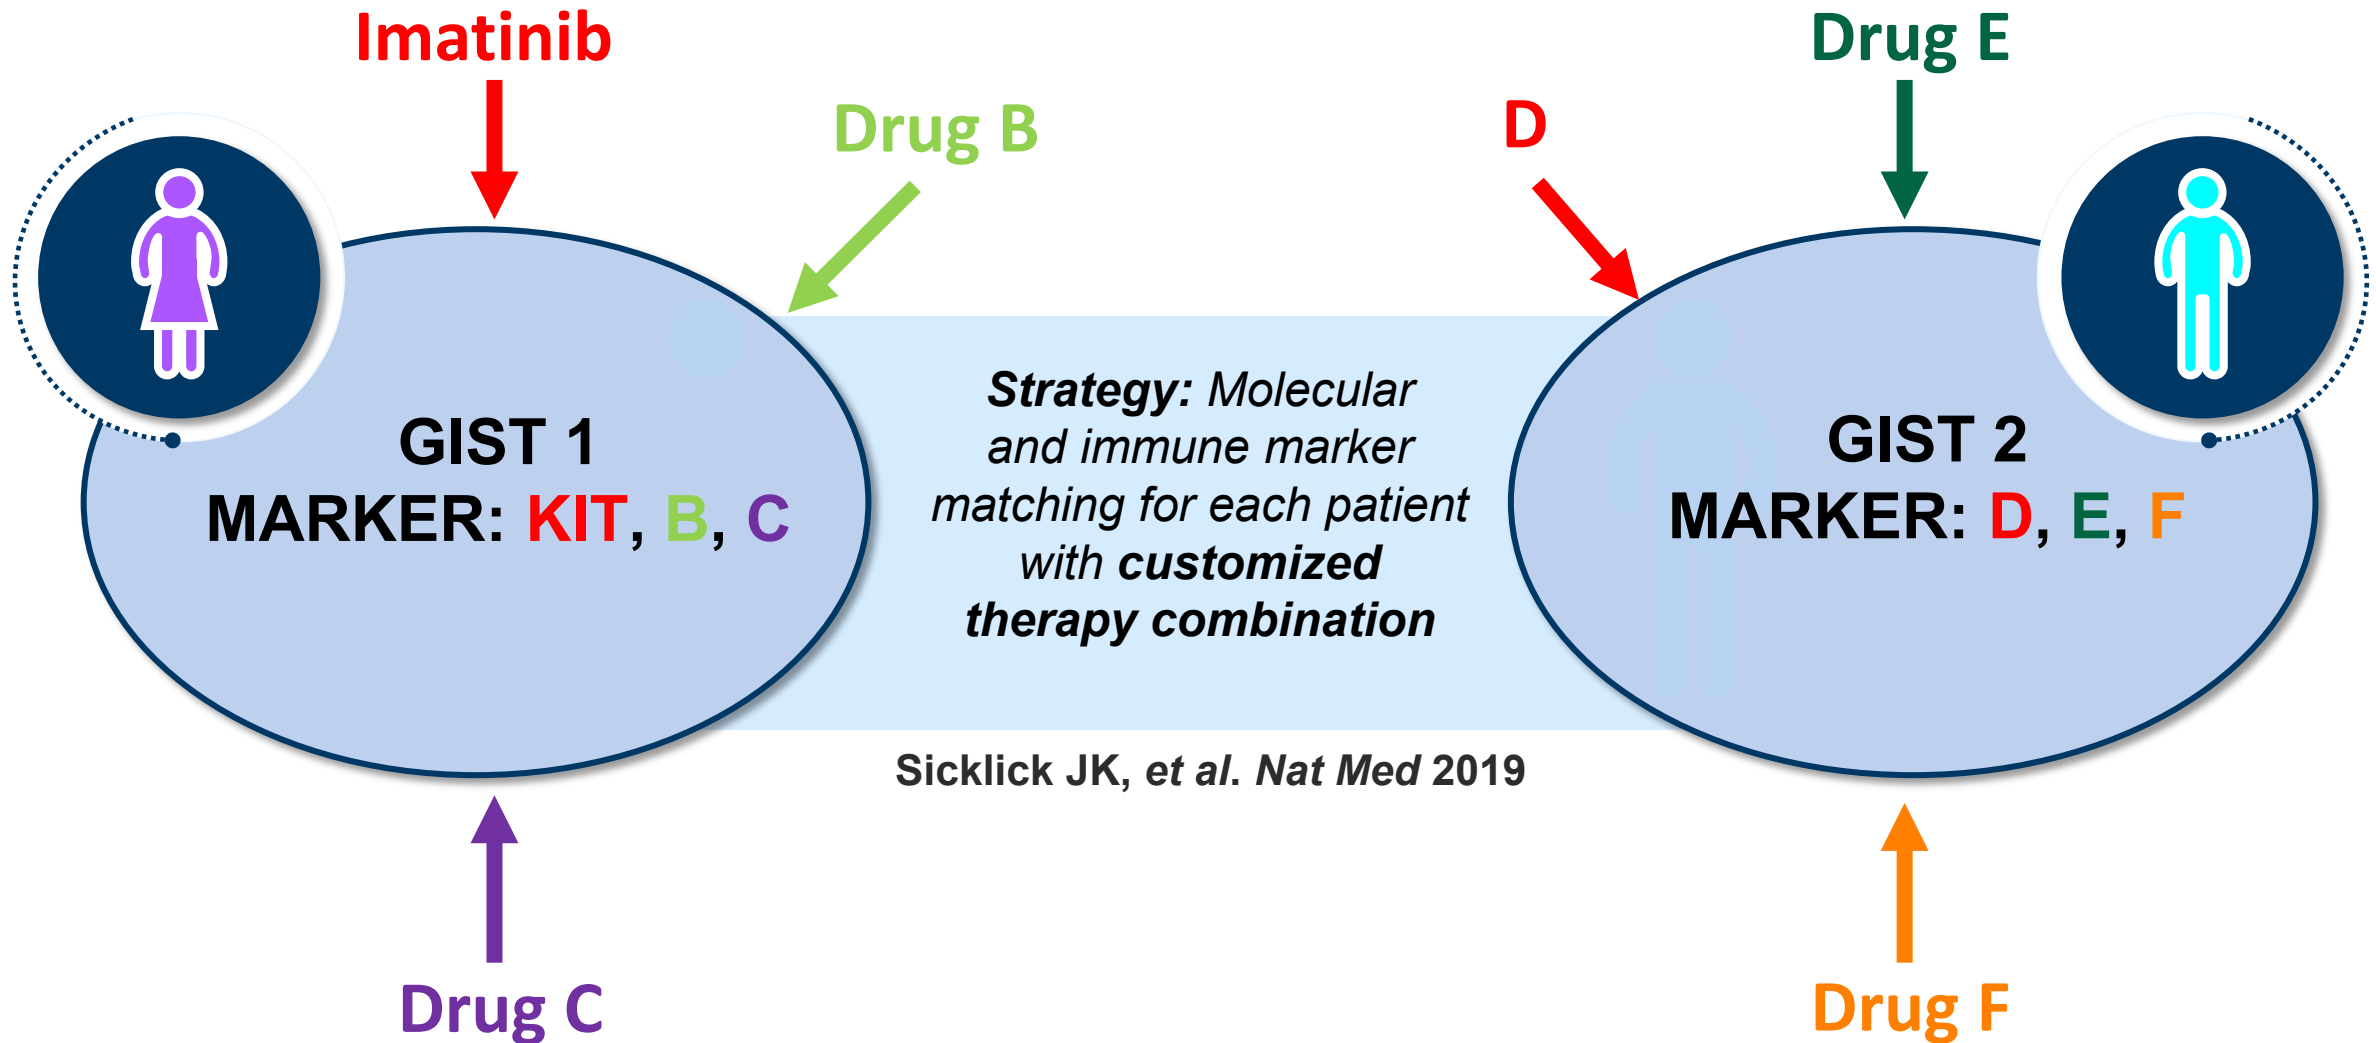 Imatinib
Drug B
GIST 1
MARKER: KIT, B, C
Drug C
Strategy: Molecular
and immune marker
matching for each patient
with customized
therapy combination
Sicklick JK, et al. Nat Med 2019
D
Drug E
GIST 2
MARKER: D, E, F
Drug F